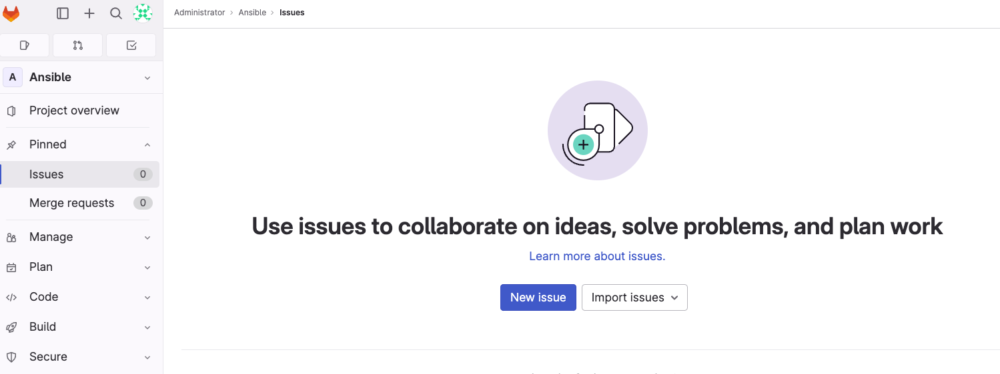 Administrator › Ansible › Issues
A Ansible
Project overview
Pinned
Issues 0
Merge requests 0
Manage
Plan
Code
Build
Secure
Use issues to collaborate on ideas, solve problems, and plan work
Learn more about issues.
New issue Import issues